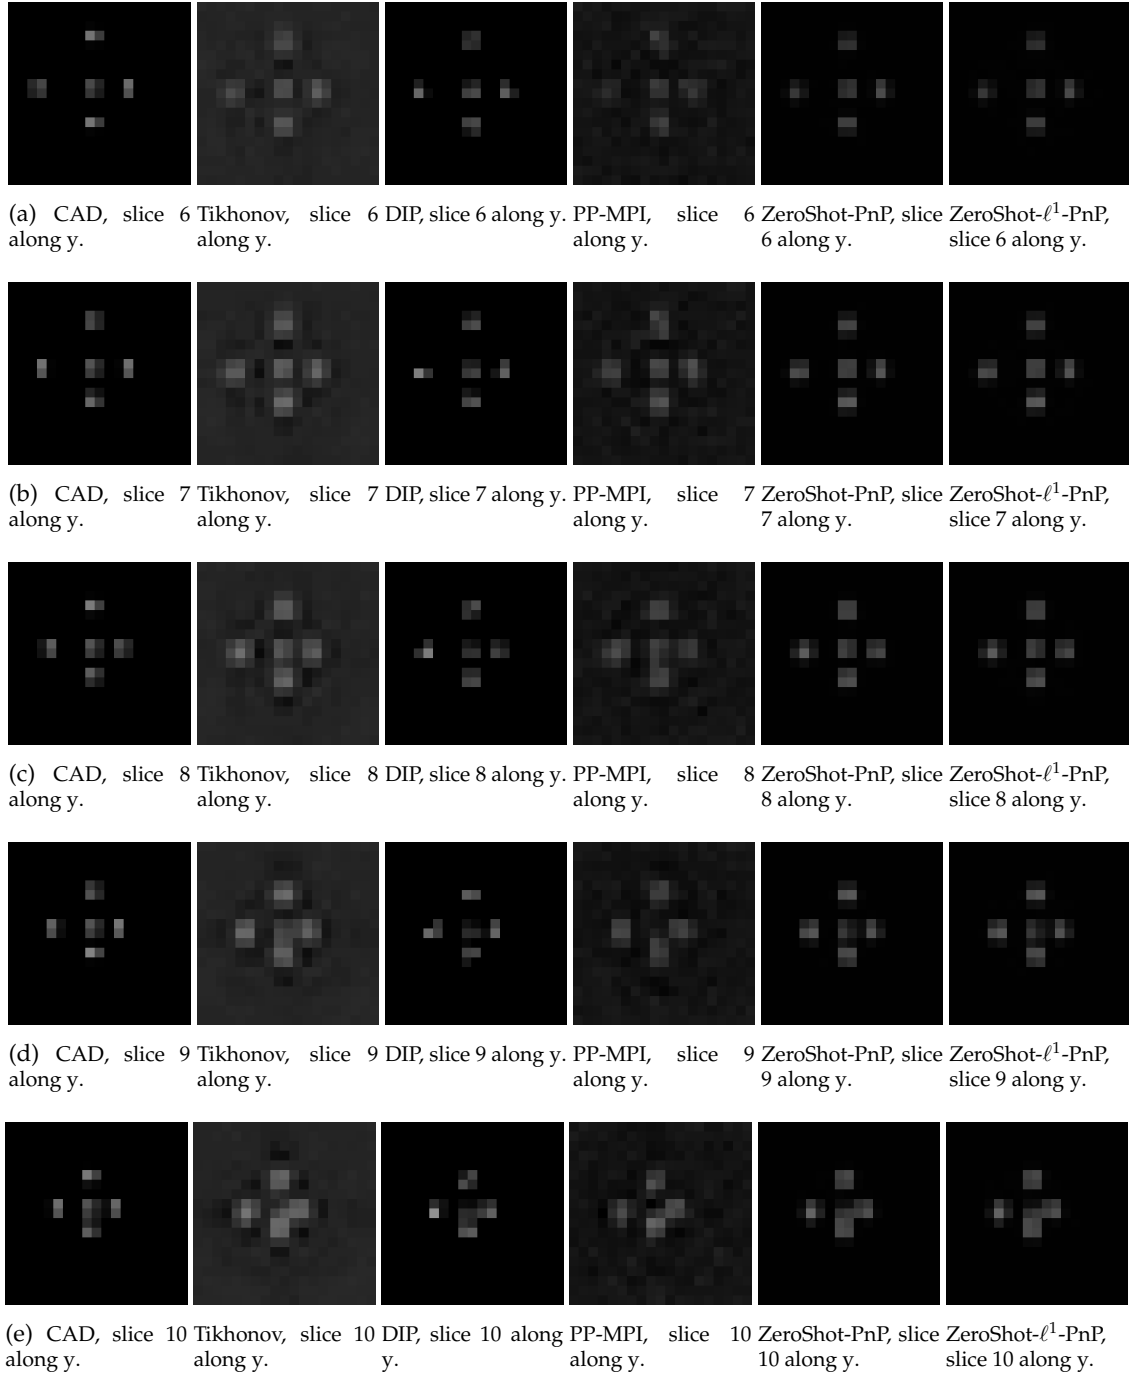 (a) CAD, slice 6 along y.
Tikhonov, slice 6 along y.
DIP, slice 6 along y.
PP-MPI, slice 6 along y.
ZeroShot-PnP, slice 6 along y.
ZeroShot-ℓ¹-PnP, slice 6 along y.
(b) CAD, slice 7 along y.
Tikhonov, slice 7 along y.
DIP, slice 7 along y.
PP-MPI, slice 7 along y.
ZeroShot-PnP, slice 7 along y.
ZeroShot-ℓ¹-PnP, slice 7 along y.
(c) CAD, slice 8 along y.
Tikhonov, slice 8 along y.
DIP, slice 8 along y.
PP-MPI, slice 8 along y.
ZeroShot-PnP, slice 8 along y.
ZeroShot-ℓ¹-PnP, slice 8 along y.
(d) CAD, slice 9 along y.
Tikhonov, slice 9 along y.
DIP, slice 9 along y.
PP-MPI, slice 9 along y.
ZeroShot-PnP, slice 9 along y.
ZeroShot-ℓ¹-PnP, slice 9 along y.
(e) CAD, slice 10 along y.
Tikhonov, slice 10 along y.
DIP, slice 10 along y.
PP-MPI, slice 10 along y.
ZeroShot-PnP, slice 10 along y.
ZeroShot-ℓ¹-PnP, slice 10 along y.